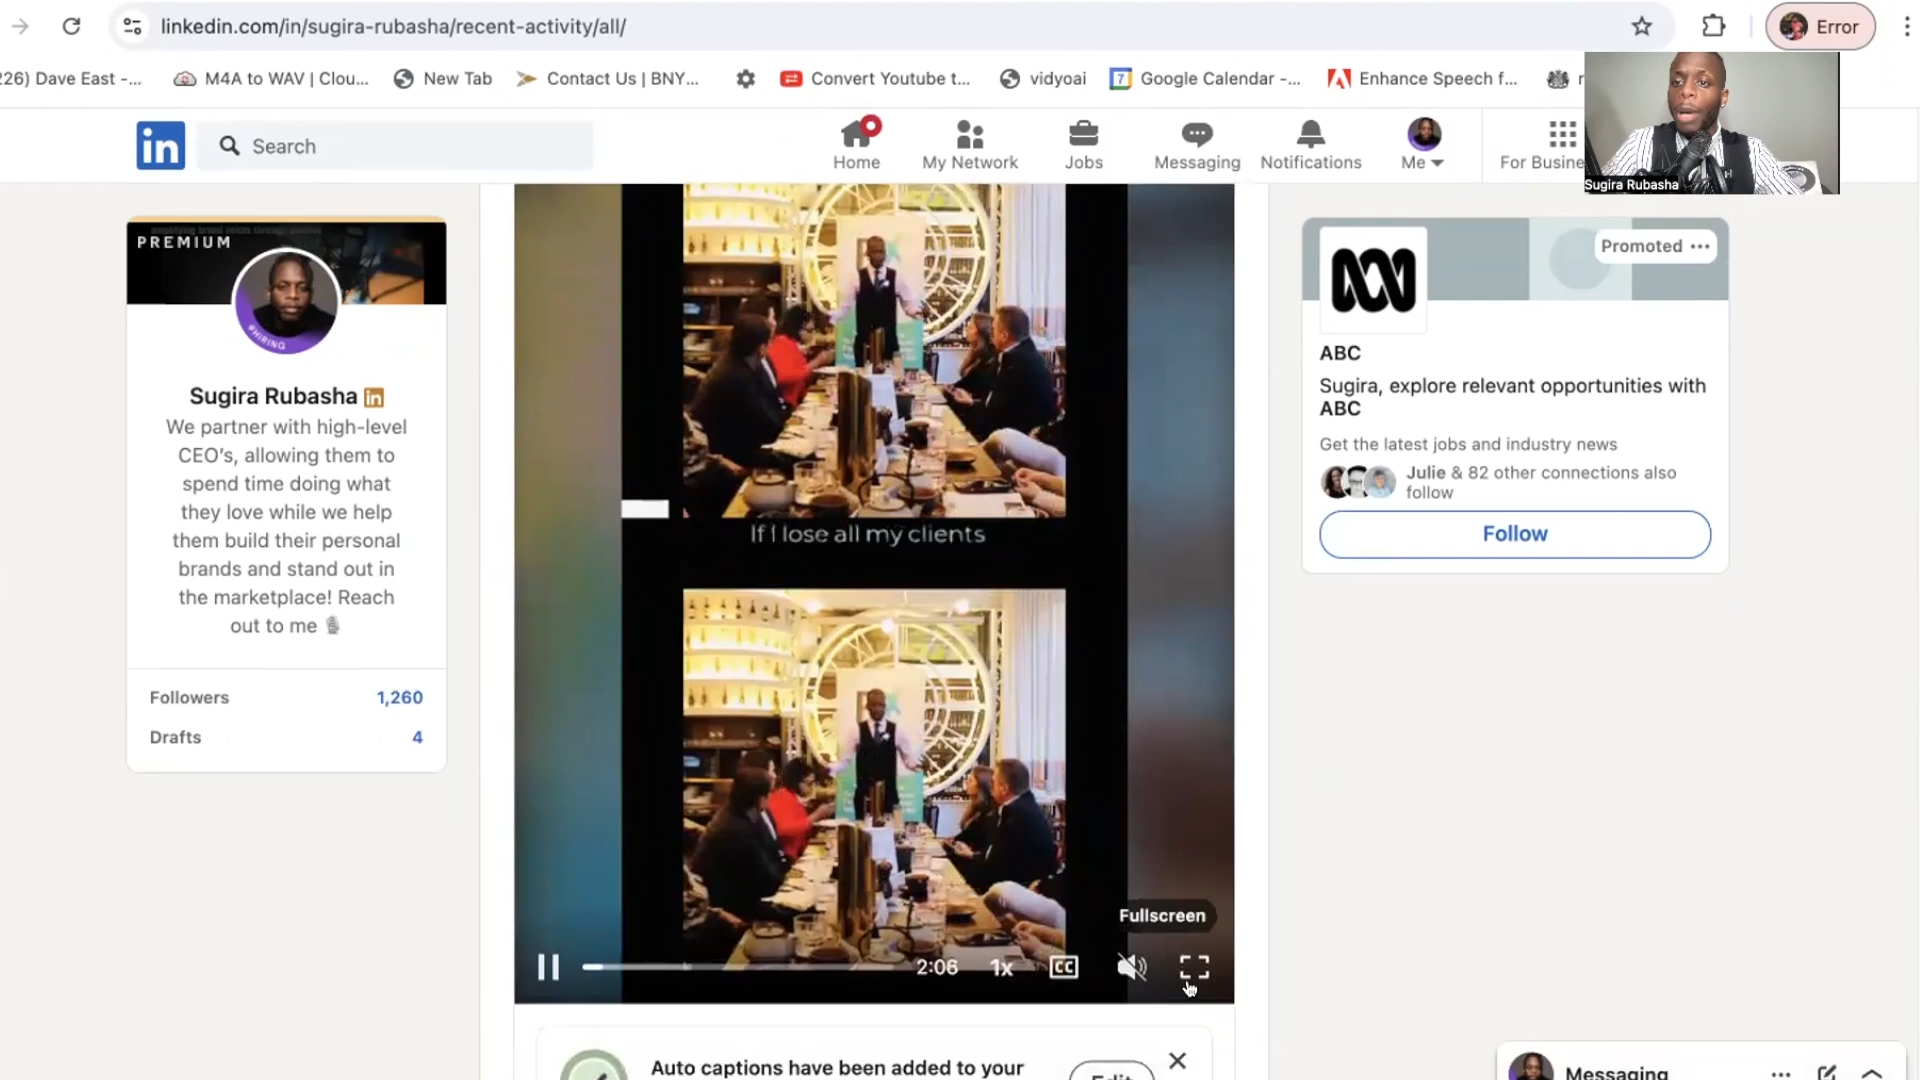 linkedin.com/in/sugira-rubasha/recent-activity/all/
Error
226) Dave East -...
M4A to WAV | Clou...
New Tab
Contact Us | BNY...
Convert Youtube t...
vidyoai
7
Google Calendar -...
Enhance Speech f...
r
in
Search
Home
My Network
Jobs
Messaging
Notifications
Me
For Busine
Sugira Rubasha
PREMIUM
#HIRING
Sugira Rubasha in
We partner with high-level
CEO's, allowing them to
spend time doing what
they love while we help
them build their personal
brands and stand out in
the marketplace! Reach
out to me
Followers 1,260
Drafts 4
If I lose all my clients
Fullscreen
2:06
1x
CC
Auto captions have been added to your
Edit
Promoted
ABC
Sugira, explore relevant opportunities with
ABC
Get the latest jobs and industry news
Julie & 82 other connections also
follow
Follow
Messaging